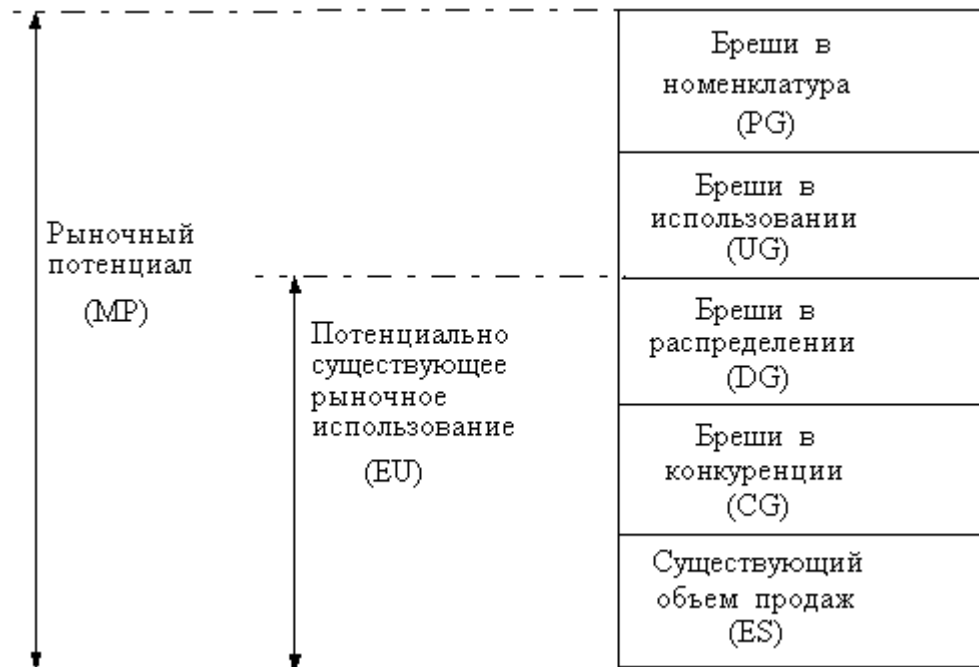 Рыночный
потенциал
(MP)
Потенциально
существующее
рыночное
использование
(EU)
Бреши в
номенклатура
(PG)
Бреши в
использовании
(UG)
Бреши в
распределении
(DG)
Бреши в
конкуренции
(CG)
Существующий
объем продаж
(ES)